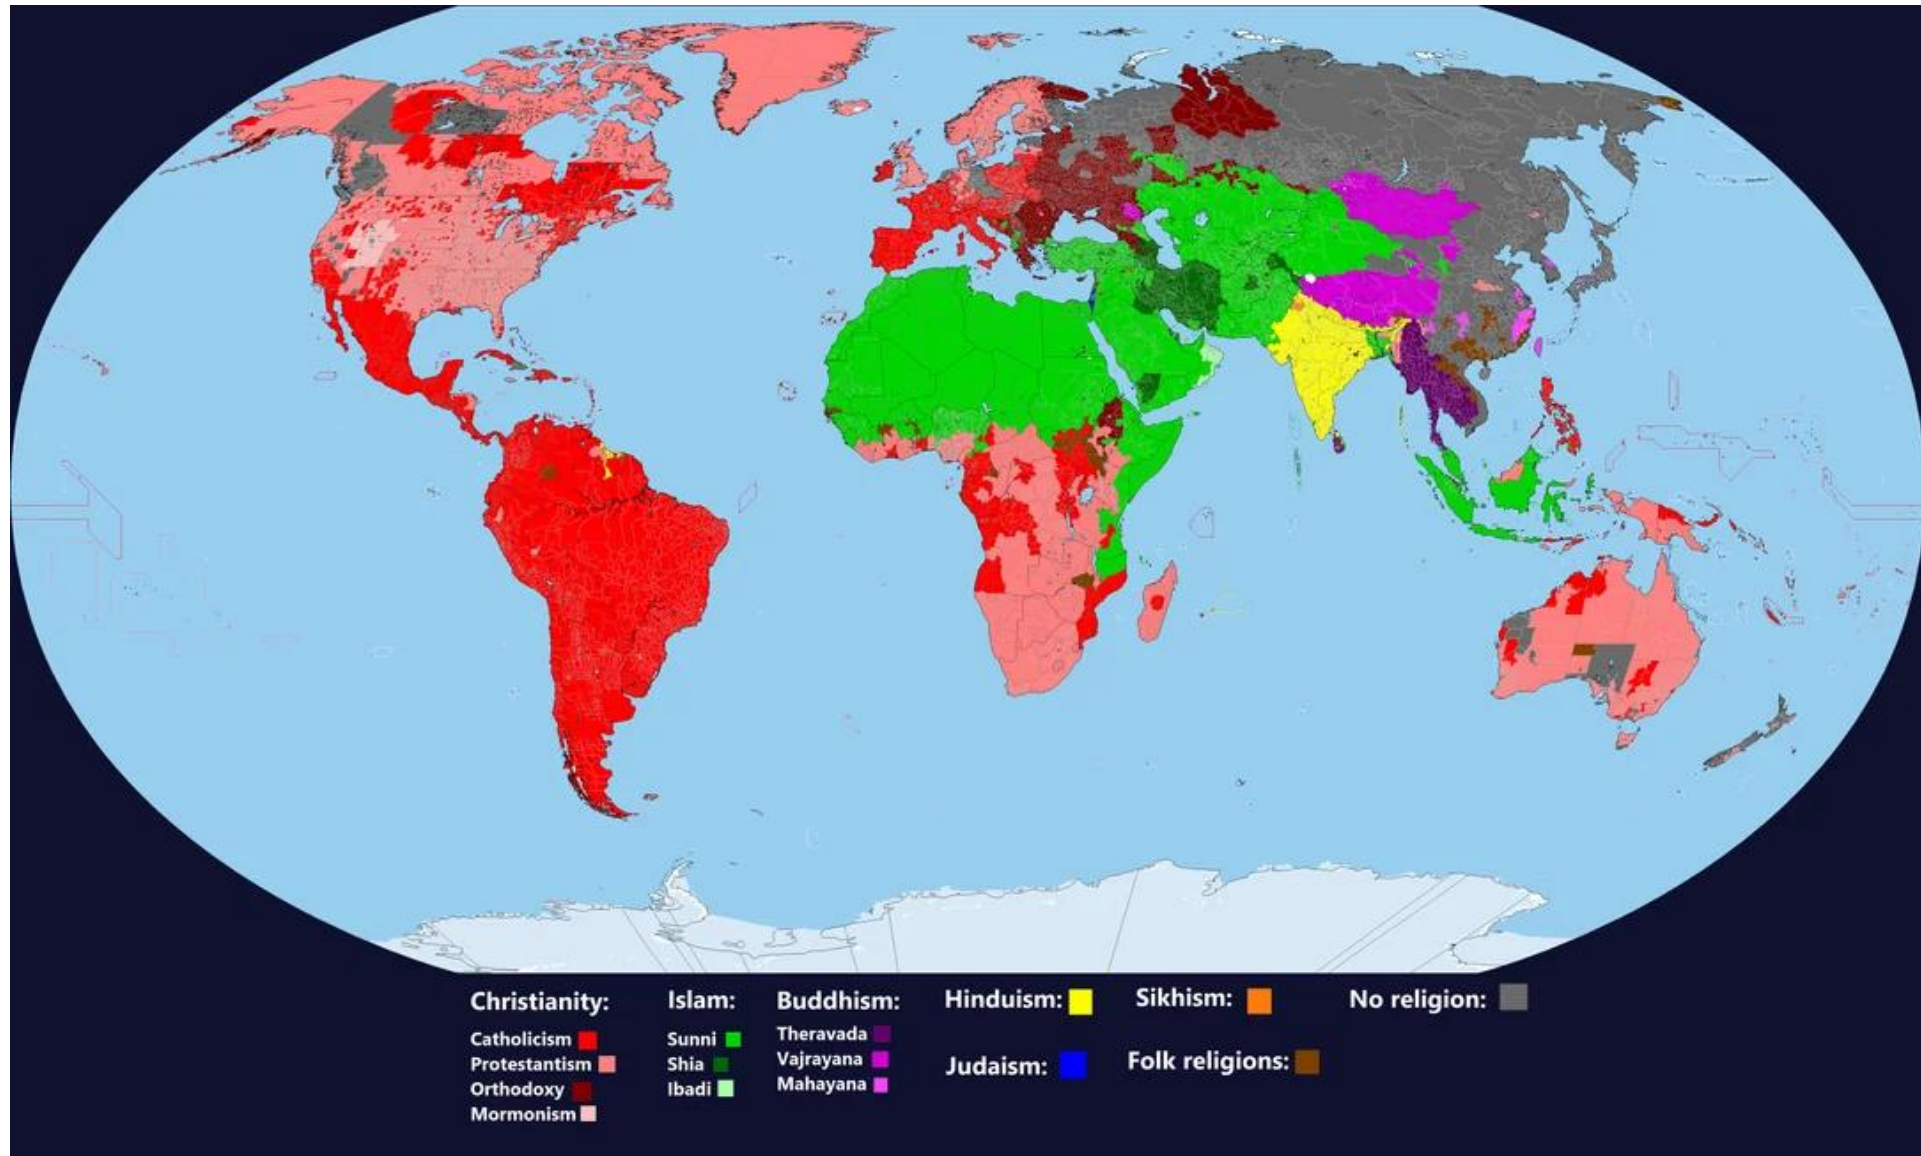 Christianity:
Catholicism
Protestantism
Orthodoxy
Mormonism
Islam:
Sunni
Shia
Ibadi
Buddhism:
Theravada
Vajrayana
Mahayana
Hinduism:
Judaism:
Sikhism:
Folk religions:
No religion: